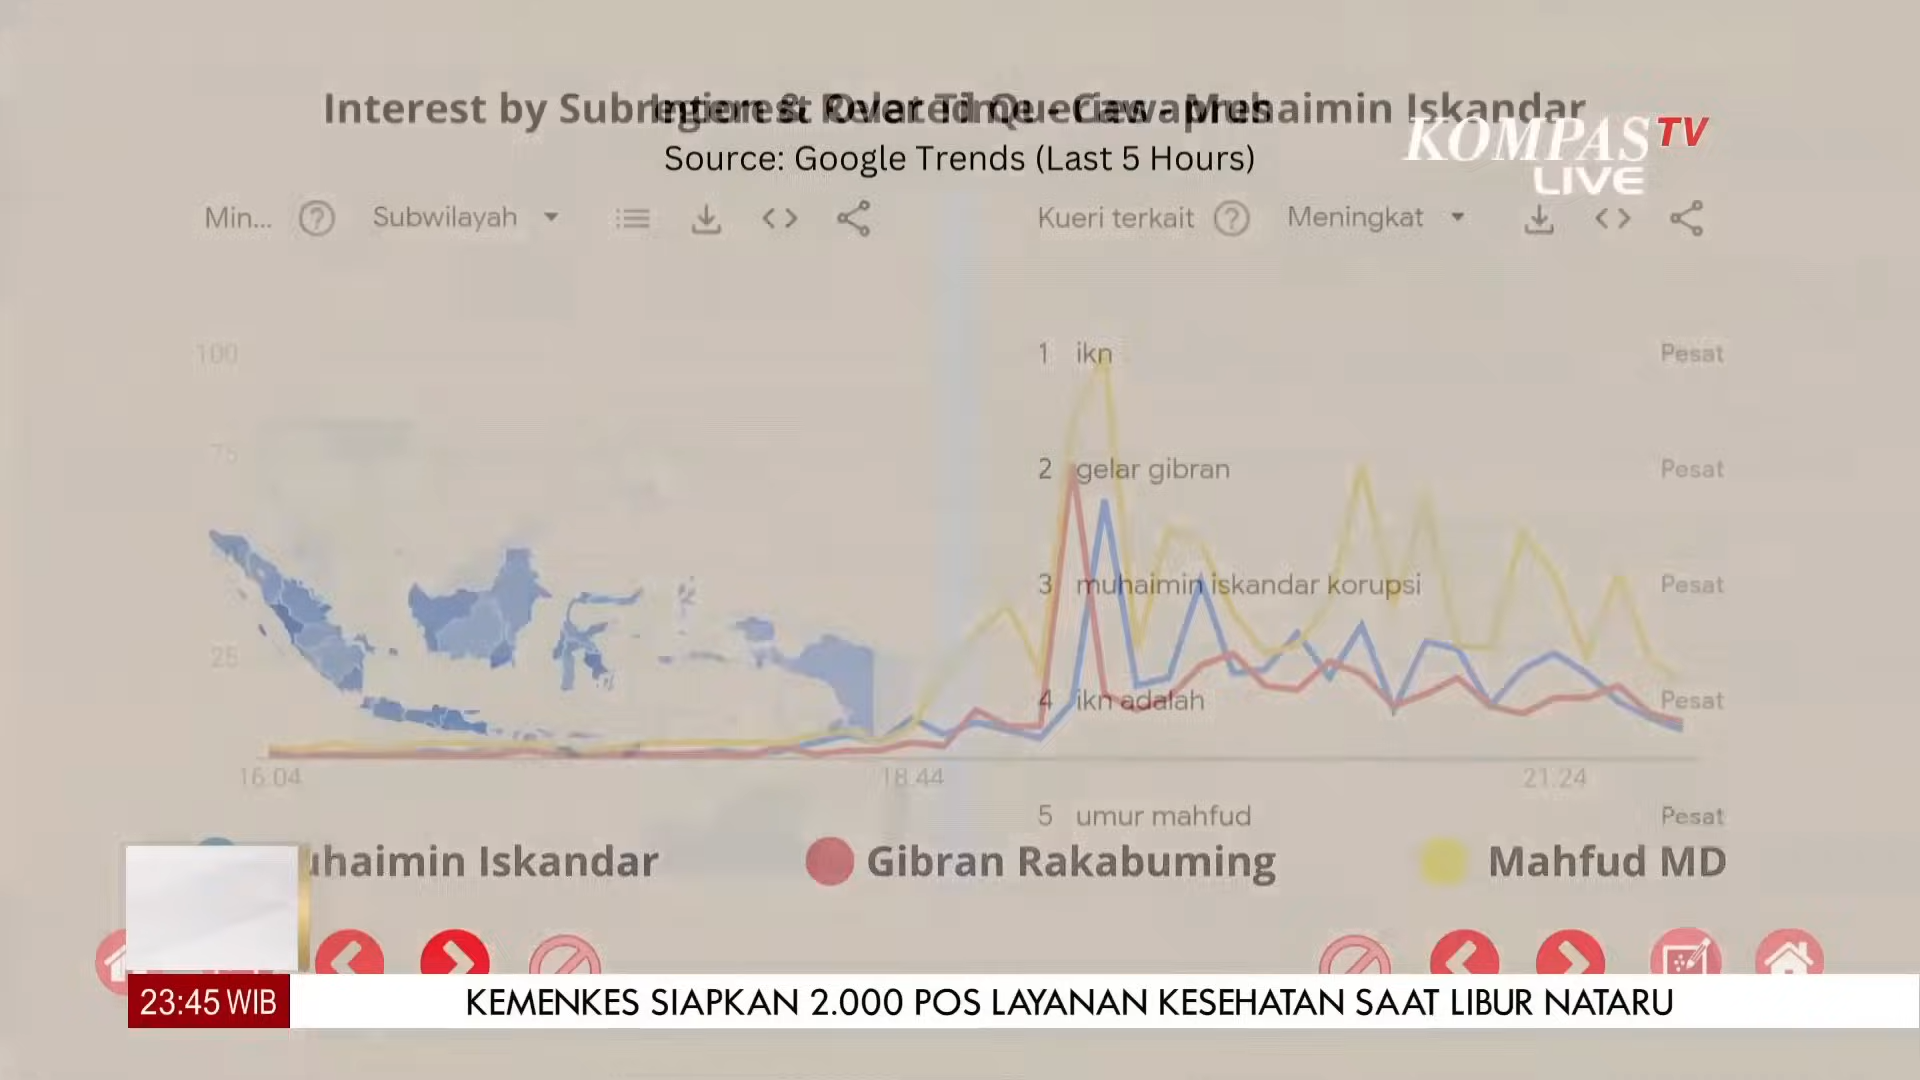 Interest by Subregion & Related Queries - Muhaimin Iskandar
Interest Over Time - Cawapres
Source: Google Trends (Last 5 Hours)
KOMPAS TV
LIVE
Min...
Subwilayah
Kueri terkait
Meningkat
100
75
25
16.04
18.44
21.24
1 ikn Pesat
2 gelar gibran Pesat
3 muhaimin iskandar korupsi Pesat
4 ikn adalah Pesat
5 umur mahfud Pesat
uhaimin Iskandar
Gibran Rakabuming
Mahfud MD
23:45 WIB
KEMENKES SIAPKAN 2.000 POS LAYANAN KESEHATAN SAAT LIBUR NATARU